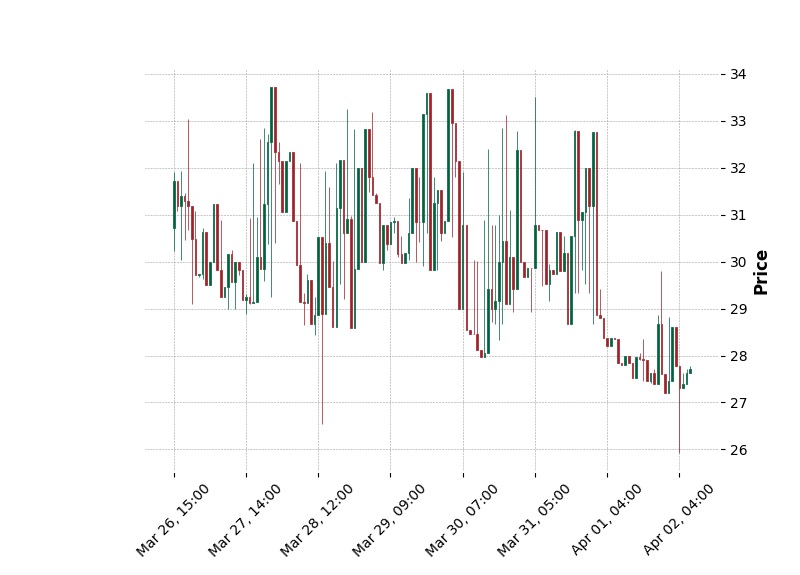 34
33
32
31
30
29
28
27
26
Price
Mar 26, 15:00
Mar 27, 14:00
Mar 28, 12:00
Mar 29, 09:00
Mar 30, 07:00
Mar 31, 05:00
Apr 01, 04:00
Apr 02, 04:00